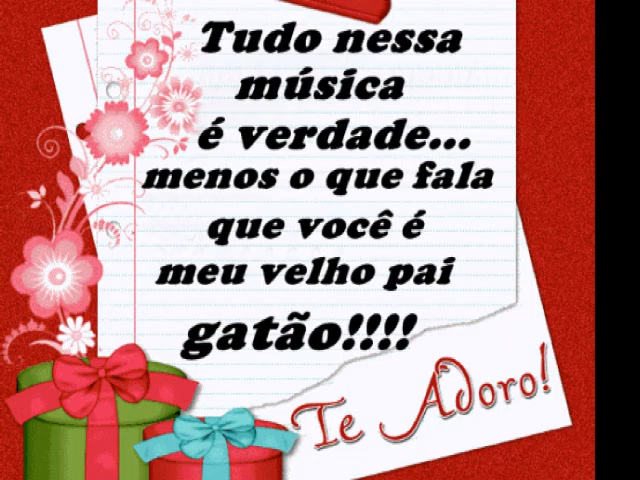 Tudo nessa
música
é verdade...
menos o que fala
que você é
meu velho pai
gatão!!!!
Te Adoro!